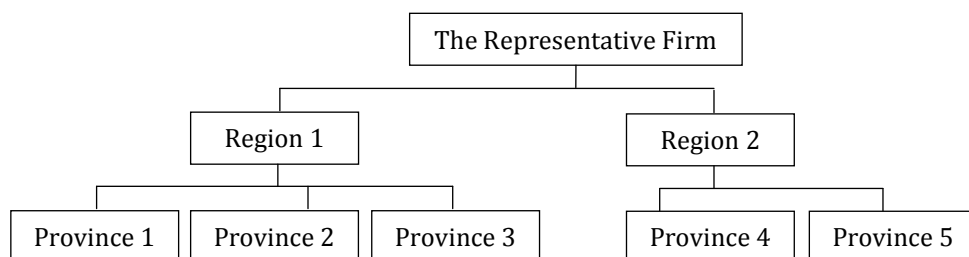 The Representative Firm
Region 1
Region 2
Province 1
Province 2
Province 3
Province 4
Province 5